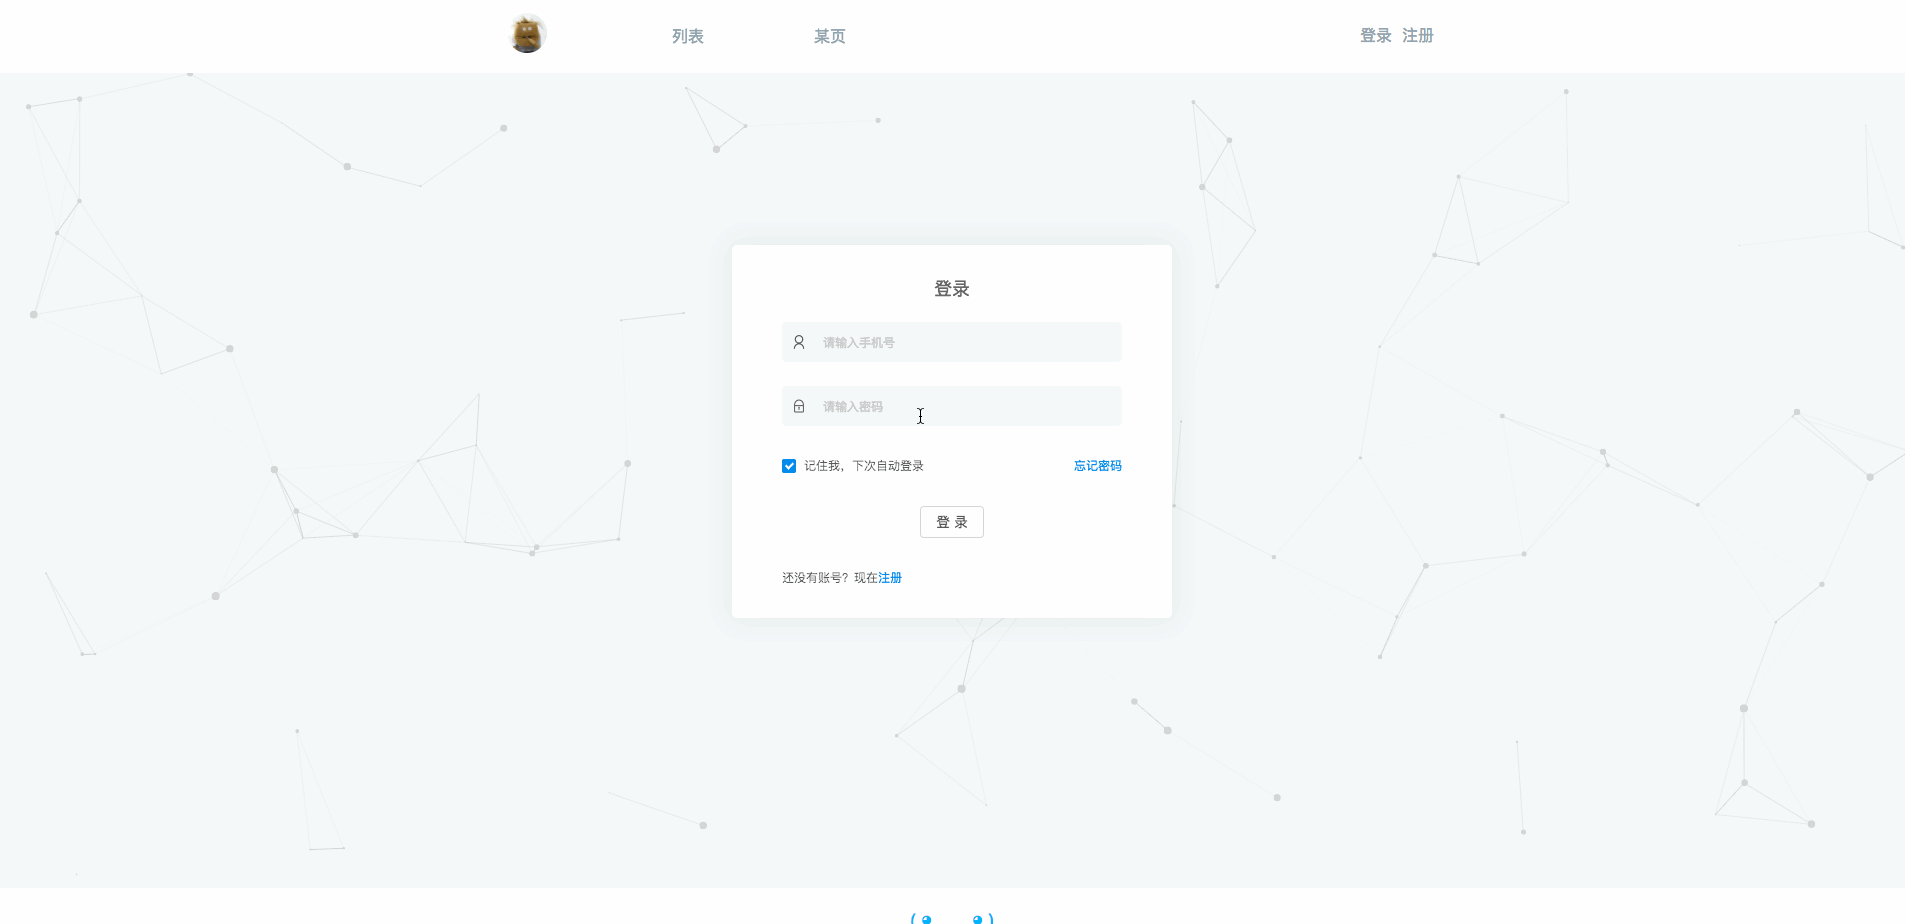 列表
某页
登录 注册
登录
请输入手机号
请输入密码
记住我，下次自动登录
忘记密码
登 录
还没有账号？现在注册